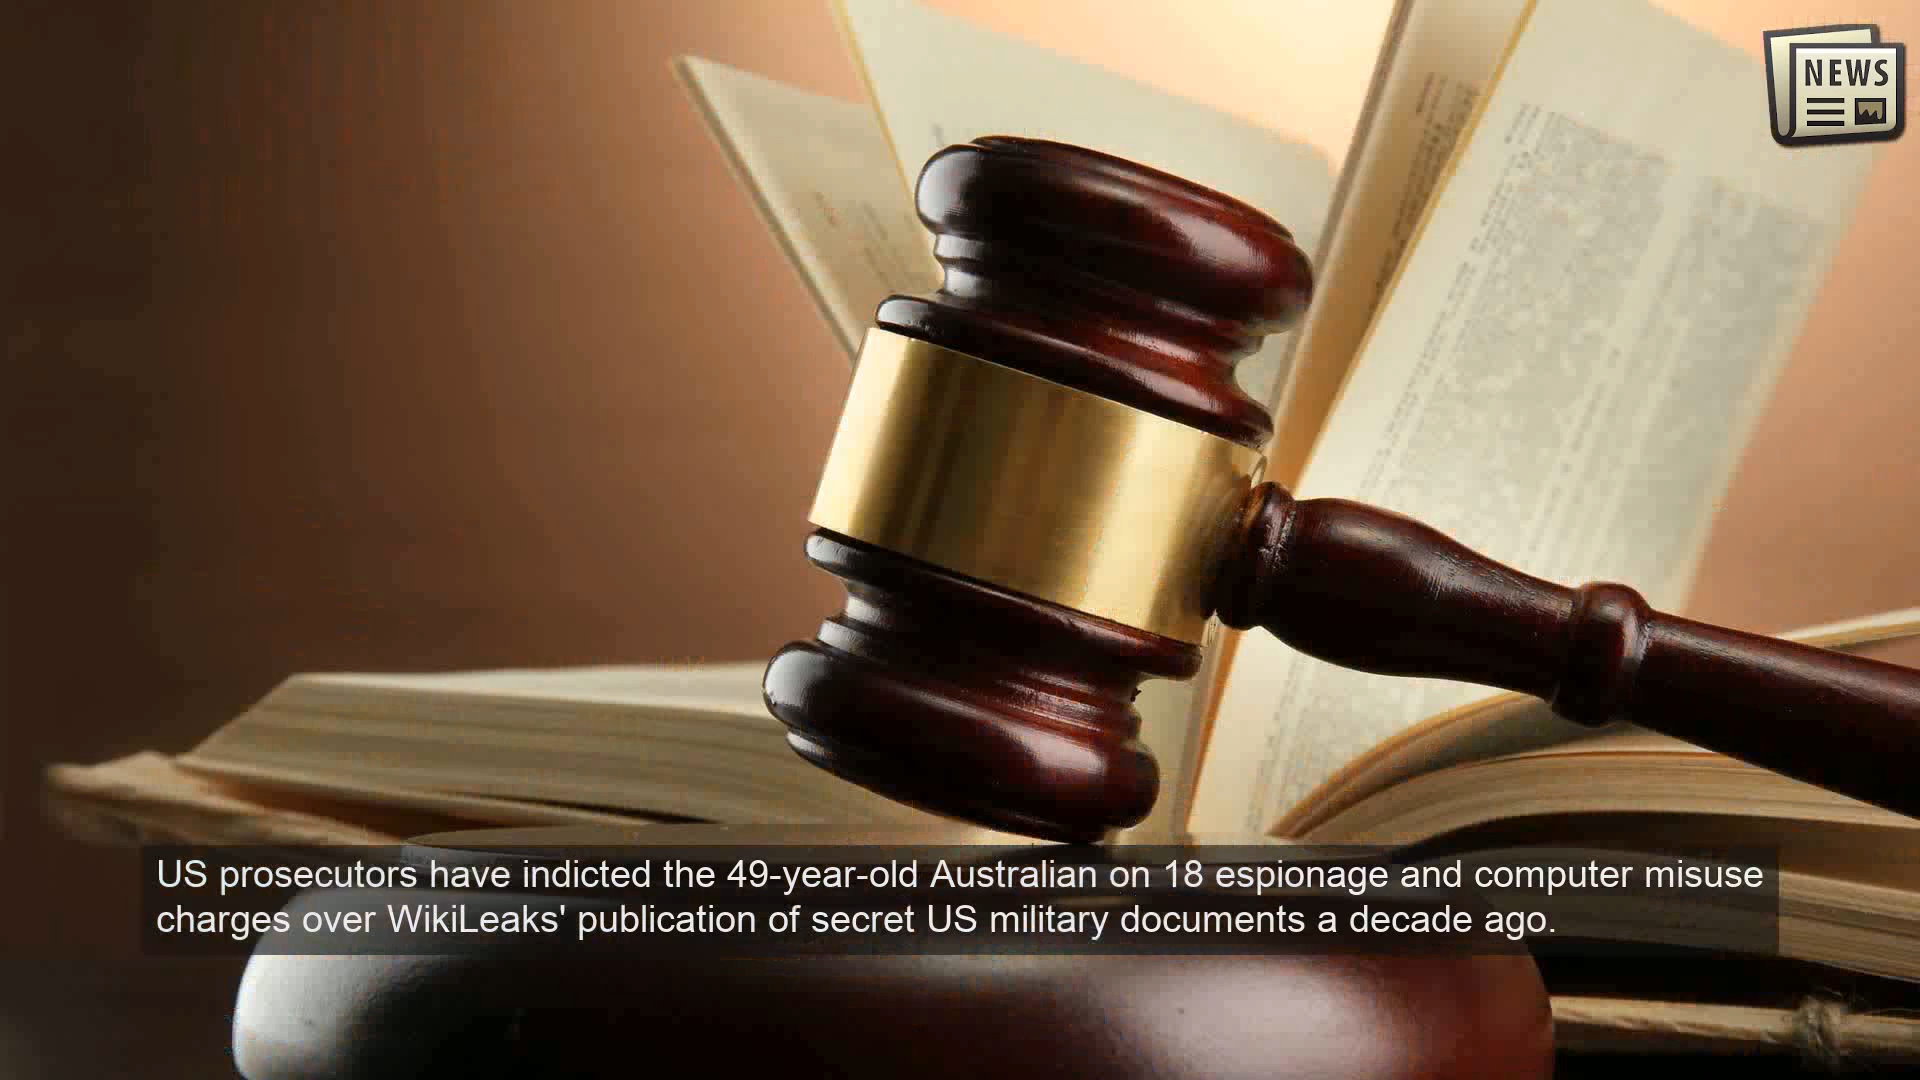 NEWS
US prosecutors have indicted the 49-year-old Australian on 18 espionage and computer misuse
charges over WikiLeaks' publication of secret US military documents a decade ago.